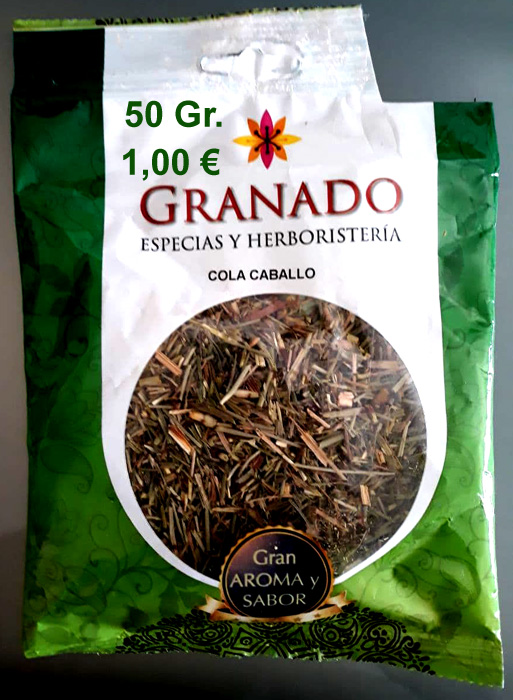 50 Gr.
1,00 €
GRANADO
ESPECIAS Y HERBORISTERÍA
COLA CABALLO
Gran
AROMA y
SABOR